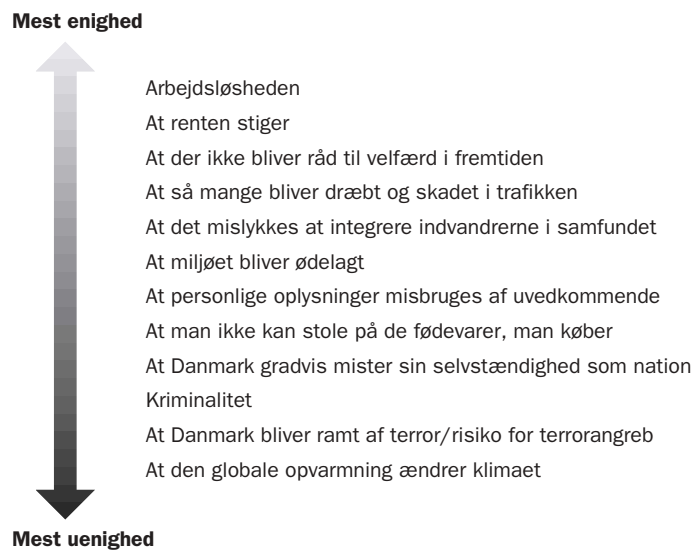 Mest enighed
Arbejdsløsheden
At renten stiger
At der ikke bliver råd til velfærd i fremtiden
At så mange bliver dræbt og skadet i trafikken
At det mislykkes at integrere indvandrerne i samfundet
At miljøet bliver ødelagt
At personlige oplysninger misbruges af uvedkommende
At man ikke kan stole på de fødevarer, man køber
At Danmark gradvis mister sin selvstændighed som nation
Kriminalitet
At Danmark bliver ramt af terror/risiko for terrorangreb
At den globale opvarmning ændrer klimaet
Mest uenighed